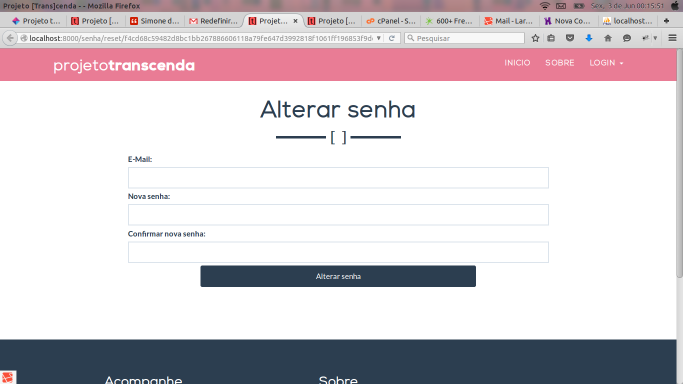 Projeto [Trans]cenda - - Mozilla Firefox
Sex, 3 de Jun 00:15:51
Projeto t...
Projeto [...
Simone d...
Redefinir...
Projet...
Projeto [...
cPanel - S...
600+ Fre...
Mail - Lar...
Nova Co...
localhost...
localhost:8000/senha/reset/
Pesquisar
projetotranscenda
INICIO
SOBRE
LOGIN
Alterar senha
[ ]
E-Mail:
Nova senha:
Confirmar nova senha:
Alterar senha
Acompanhe
Sobre